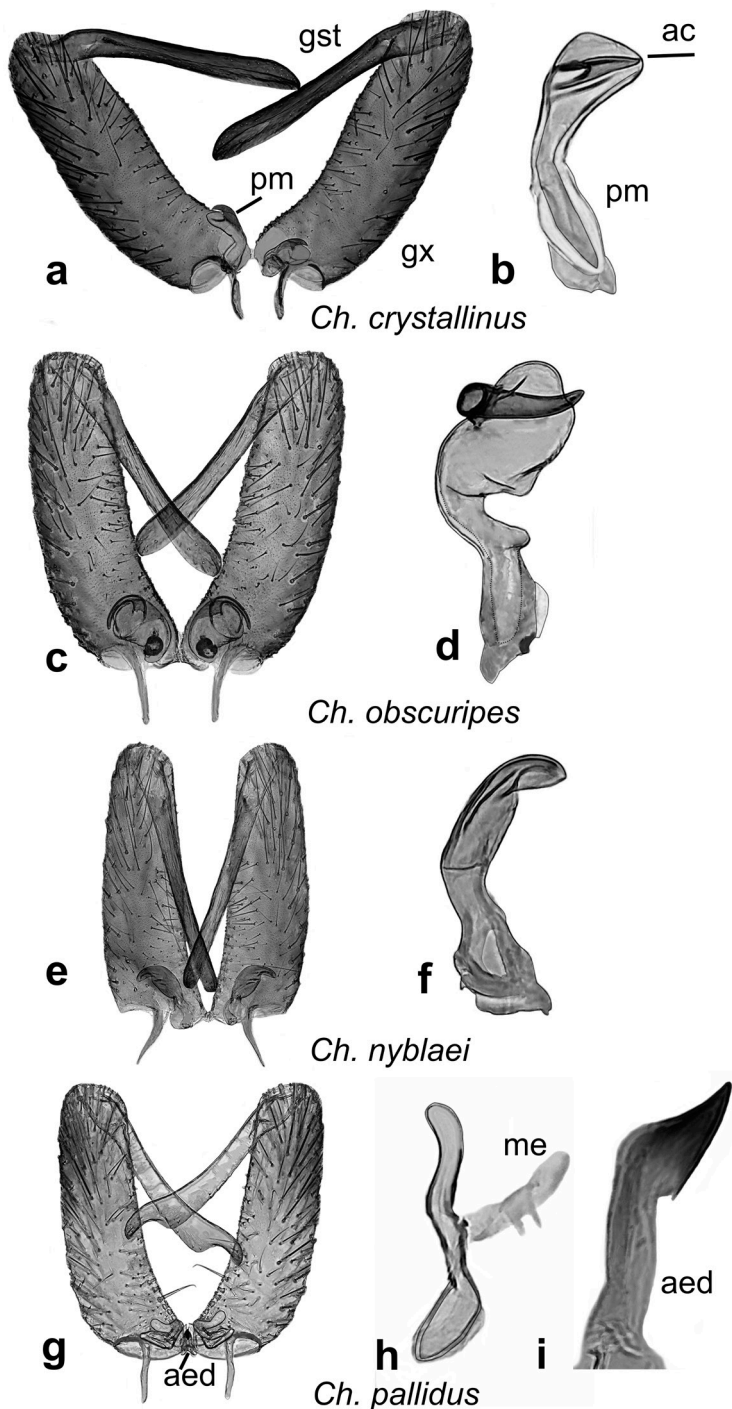 gst
ac
pm
pm
gx
a
b
Ch. crystallinus
c
d
Ch. obscuripes
e
f
Ch. nyblaei
me
aed
g
h
i
aed
Ch. pallidus